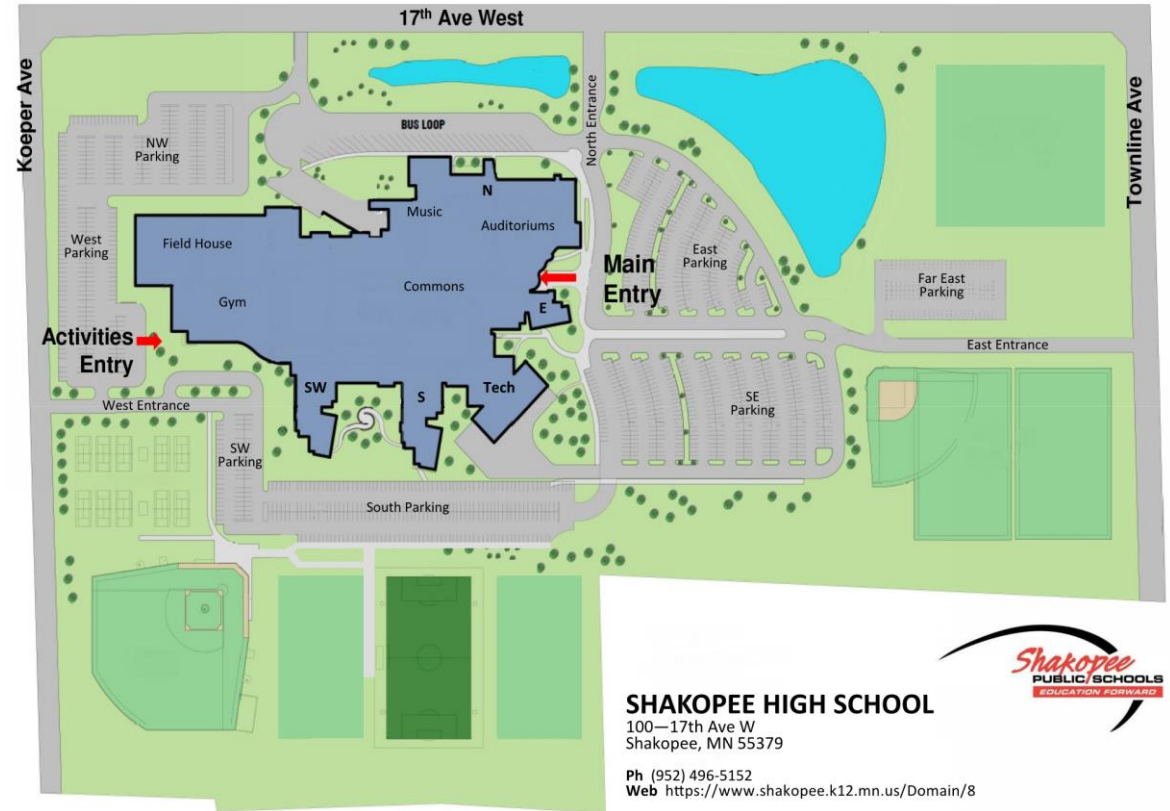 17th Ave West
Koeper Ave
Townline Ave
North Entrance
BUS LOOP
NW
Parking
N
Music
Auditoriums
West
Parking
Field House
East
Parking
Main
Entry
Far East
Parking
Commons
Gym
E
Activities
Entry
East Entrance
SW
S
Tech
West Entrance
SE
Parking
SW
Parking
South Parking
Shakopee
PUBLIC SCHOOLS
EDUCATION FORWARD
SHAKOPEE HIGH SCHOOL
100—17th Ave W
Shakopee, MN 55379
Ph (952) 496-5152
Web https://www.shakopee.k12.mn.us/Domain/8